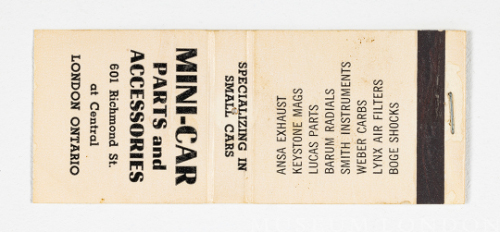 MINI-CAR
PARTS and
ACCESSORIES
601 Richmond St.
at Central
LONDON ONTARIO
SPECIALIZING IN
SMALL CARS
ANSA EXHAUST
KEYSTONE MAGS
LUCAS PARTS
BARUM RADIALS
SMITH INSTRUMENTS
WEBER CARBS
LYNX AIR FILTERS
BOGE SHOCKS